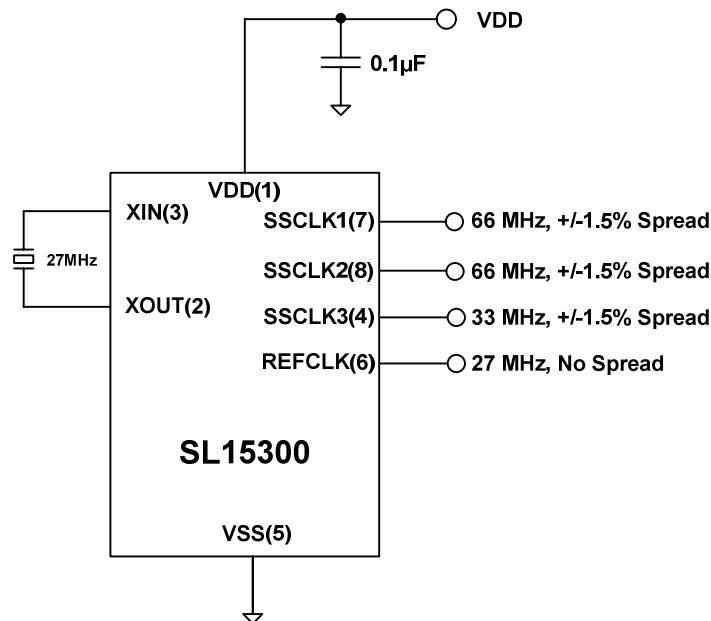 VDD
0.1µF
VDD(1)
XIN(3)
SSCLK1(7)
66 MHz, +/-1.5% Spread
27MHz
SSCLK2(8)
66 MHz, +/-1.5% Spread
XOUT(2)
SSCLK3(4)
33 MHz, +/-1.5% Spread
REFCLK(6)
27 MHz, No Spread
SL15300
VSS(5)